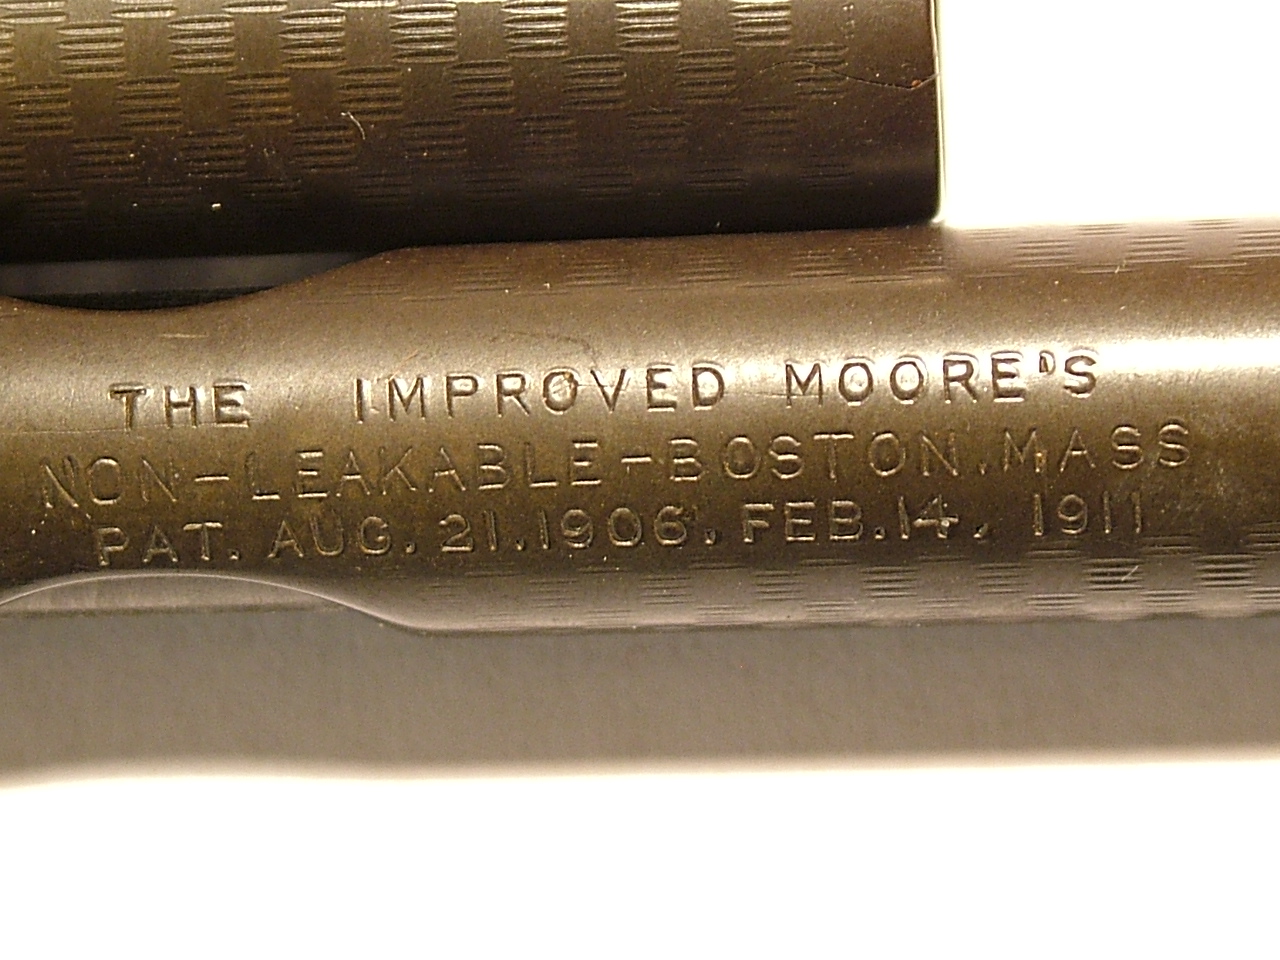 THE IMPROVED MOORE'S
NON-LEAKABLE-BOSTON.MASS
PAT. AUG. 21.1906. FEB.14. 1911